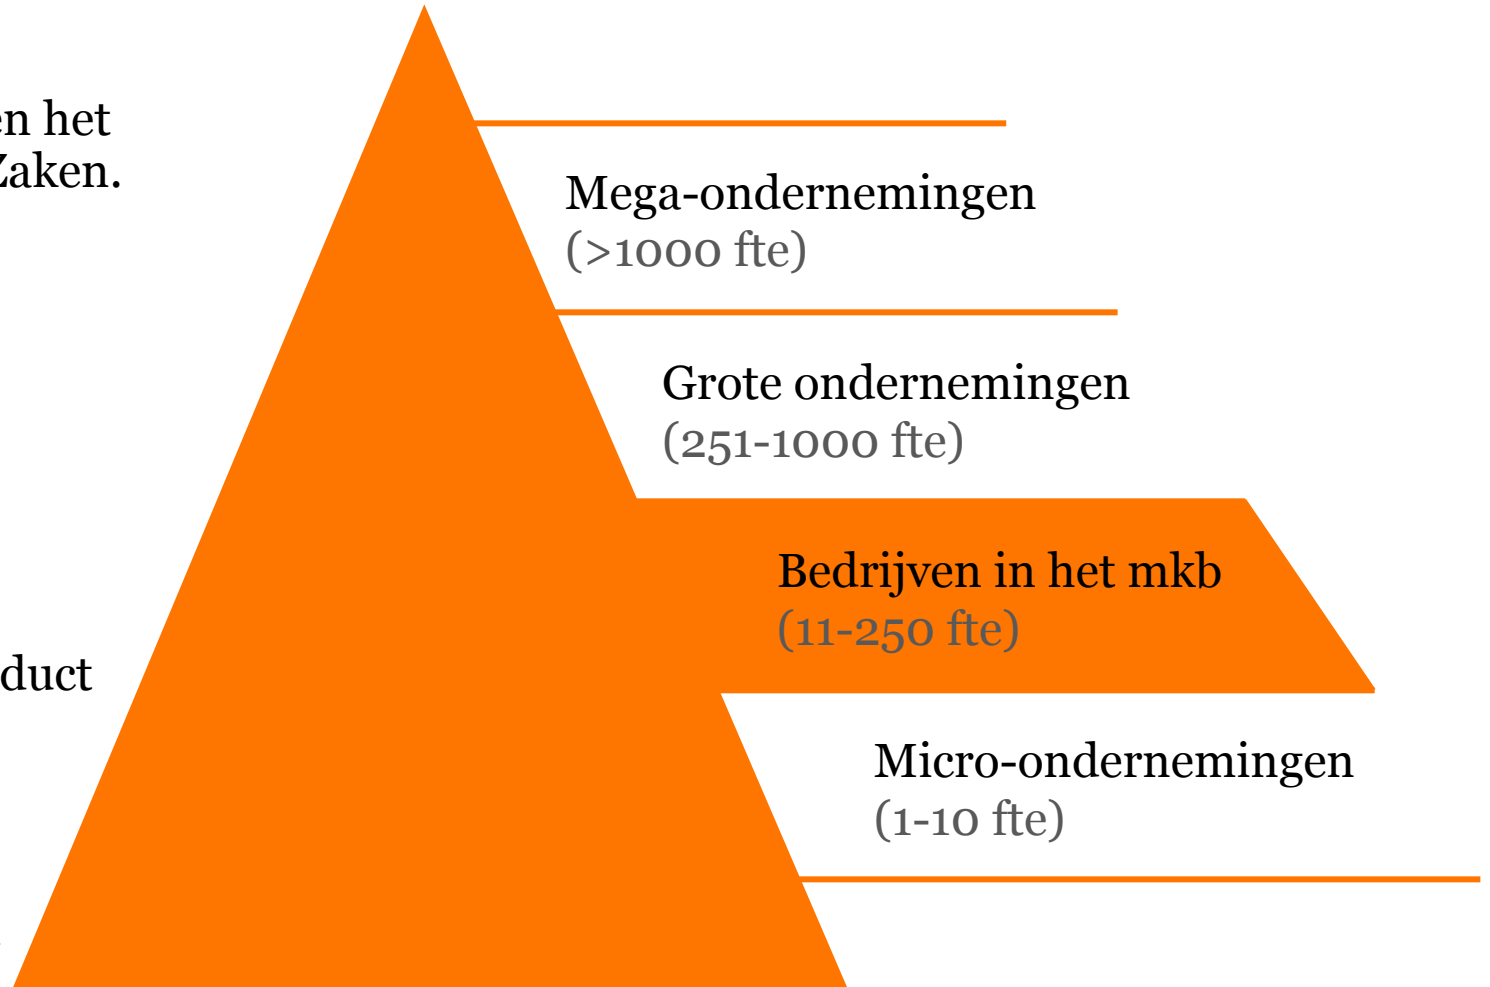 en het
Zaken.
Mega-ondernemingen
(>1000 fte)
Grote ondernemingen
(251-1000 fte)
Bedrijven in het mkb
(11-250 fte)
duct
Micro-ondernemingen
(1-10 fte)